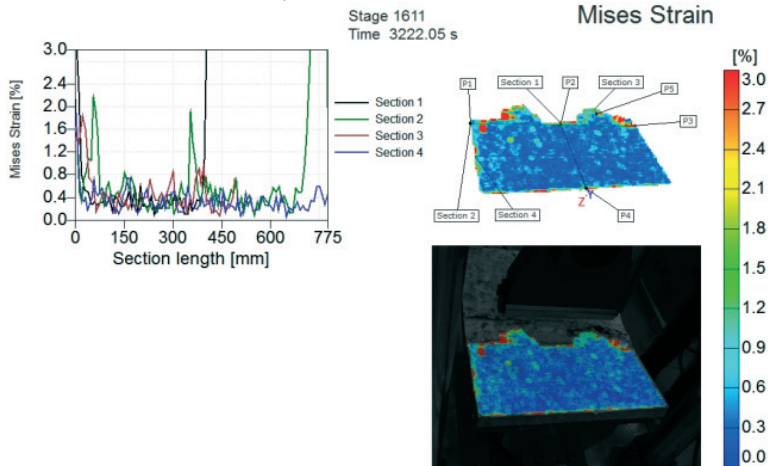 Stage 1611
Time 3222.05 s
Mises Strain
Mises Strain [%]
3.0
2.4
2.0
1.6
1.2
0.8
0.4
0.0
0
150
300
450
600
775
Section length [mm]
Section 1
Section 2
Section 3
Section 4
P1
Section 1
P2
Section 3
P5
P3
Section 2
Section 4
Z
Y
P4
[%]
3.0
2.7
2.4
2.1
1.8
1.5
1.2
0.9
0.6
0.3
0.0